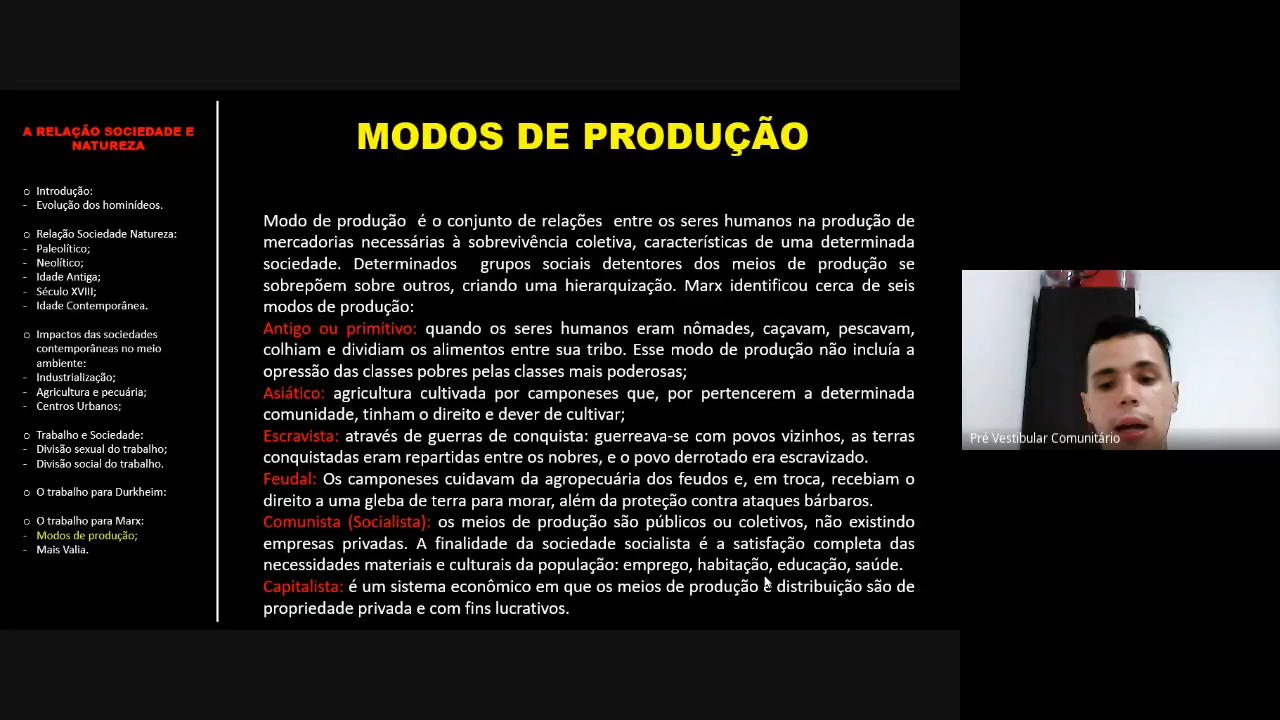 A RELAÇÃO SOCIEDADE E
NATUREZA
o Introdução:
- Evolução dos hominídeos.
o Relação Sociedade Natureza:
- Paleolítico;
- Neolítico;
- Idade Antiga;
- Século XVIII;
- Idade Contemporânea.
o Impactos das sociedades
contemporâneas no meio
ambiente:
- Industrialização;
- Agricultura e pecuária;
- Centros Urbanos;
o Trabalho e Sociedade:
- Divisão sexual do trabalho;
- Divisão social do trabalho.
o O trabalho para Durkheim:
o O trabalho para Marx:
- Modos de produção;
- Mais Valia.
MODOS DE PRODUÇÃO
Modo de produção é o conjunto de relações entre os seres humanos na produção de
mercadorias necessárias à sobrevivência coletiva, características de uma determinada
sociedade. Determinados grupos sociais detentores dos meios de produção se
sobrepõem sobre outros, criando uma hierarquização. Marx identificou cerca de seis
modos de produção:
Antigo ou primitivo: quando os seres humanos eram nômades, caçavam, pescavam,
colhiam e dividiam os alimentos entre sua tribo. Esse modo de produção não incluía a
opressão das classes pobres pelas classes mais poderosas;
Asiático: agricultura cultivada por camponeses que, por pertencerem a determinada
comunidade, tinham o direito e dever de cultivar;
Escravista: através de guerras de conquista: guerreava-se com povos vizinhos, as terras
conquistadas eram repartidas entre os nobres, e o povo derrotado era escravizado.
Feudal: Os camponeses cuidavam da agropecuária dos feudos e, em troca, recebiam o
direito a uma gleba de terra para morar, além da proteção contra ataques bárbaros.
Comunista (Socialista): os meios de produção são públicos ou coletivos, não existindo
empresas privadas. A finalidade da sociedade socialista é a satisfação completa das
necessidades materiais e culturais da população: emprego, habitação, educação, saúde.
Capitalista: é um sistema econômico em que os meios de produção e distribuição são de
propriedade privada e com fins lucrativos.
Pré Vestibular Comunitário